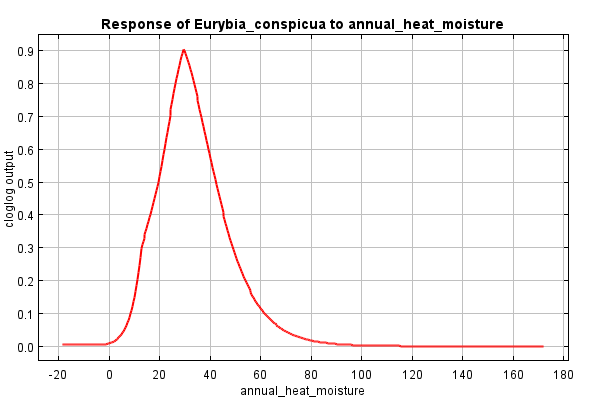 Response of Eurybia_conspicua to annual_heat_moisture
cloglog output
0.9
0.8
0.7
0.6
0.5
0.4
0.3
0.2
0.1
0.0
-20 0 20 40 60 80 100 120 140 160 180
annual_heat_moisture